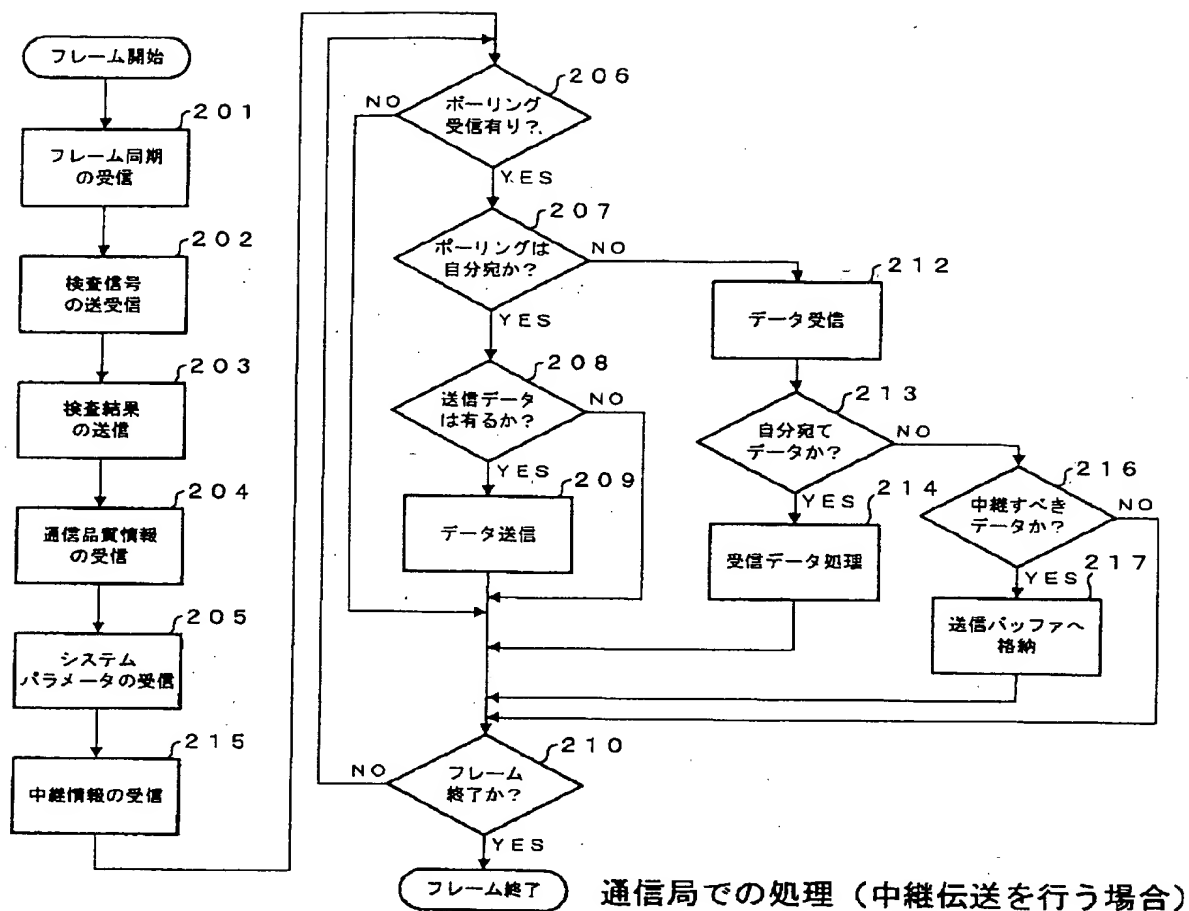 フレーム開始
201
フレーム同期
の受信
202
検査信号
の送受信
203
検査結果
の送信
204
通信品質情報
の受信
205
システム
パラメータの受信
215
中継情報の受信
206
ポーリング
受信有り?
NO
YES
207
ポーリングは
自分宛か?
NO
YES
208
送信データ
は有るか?
NO
YES
209
データ送信
212
データ受信
213
自分宛て
データか?
NO
YES
214
受信データ処理
216
中継すべき
データか?
NO
YES
217
送信バッファへ
格納
210
フレーム
終了か?
NO
YES
フレーム終了
通信局での処理(中継伝送を行う場合)